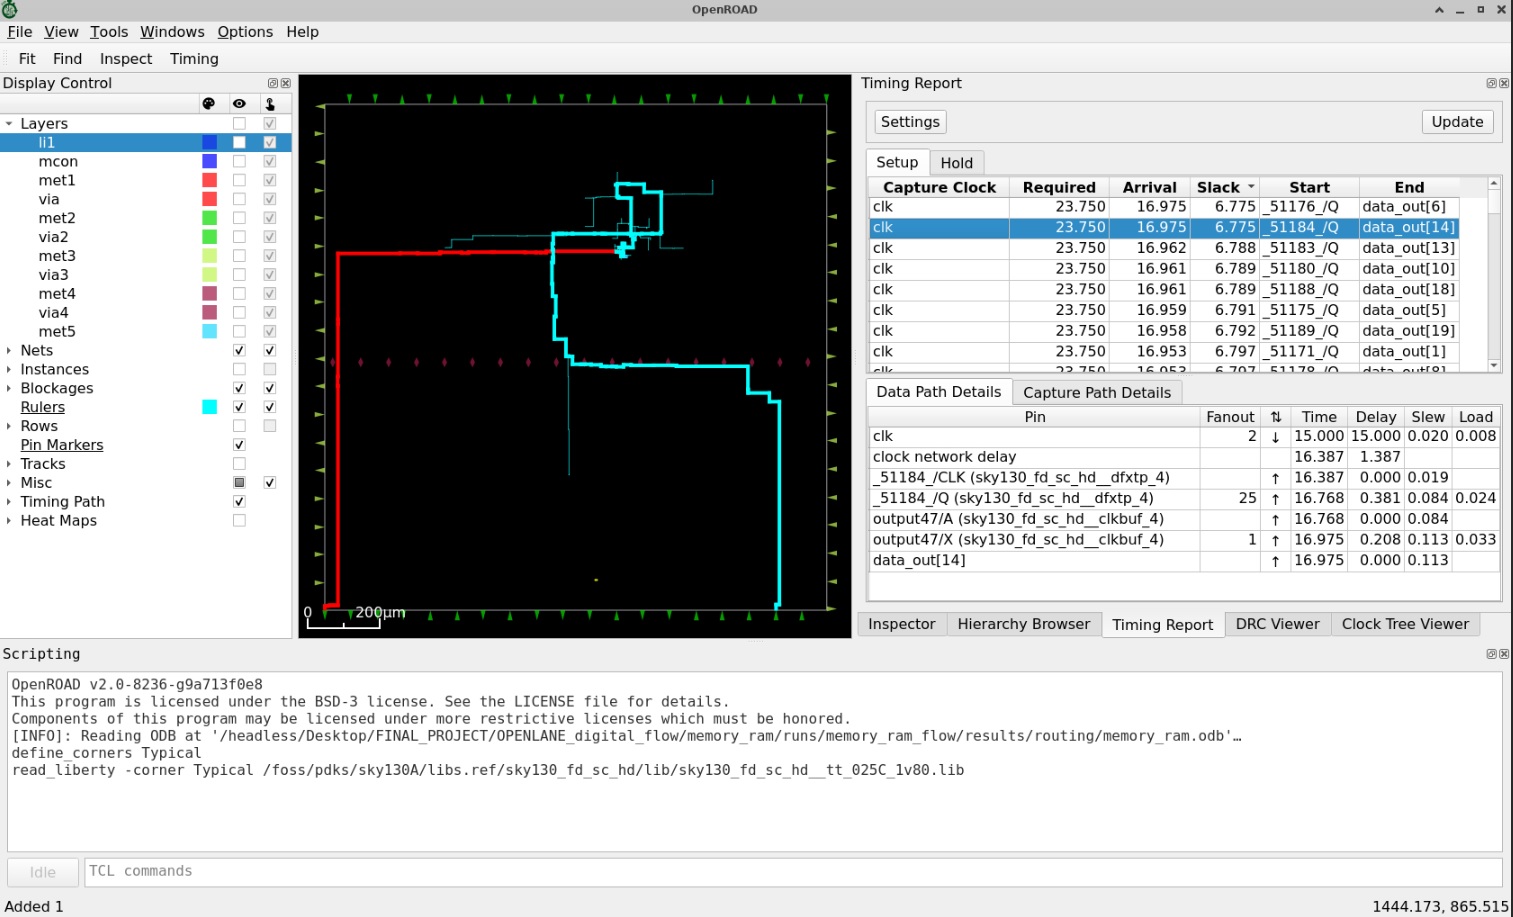 OpenROAD
File View Tools Windows Options Help
Fit Find Inspect Timing
Display Control
Layers
li1
mcon
met1
via
met2
via2
met3
via3
met4
via4
met5
Nets
Instances
Blockages
Rulers
Rows
Pin Markers
Tracks
Misc
Timing Path
Heat Maps
0 200μm
Timing Report
Settings Update
Setup Hold
Capture Clock Required Arrival Slack Start End
clk 23.750 16.975 6.775 _51176_/Q data_out[6]
clk 23.750 16.975 6.775 _51184_/Q data_out[14]
clk 23.750 16.962 6.788 _51183_/Q data_out[13]
clk 23.750 16.961 6.789 _51180_/Q data_out[10]
clk 23.750 16.961 6.789 _51188_/Q data_out[18]
clk 23.750 16.959 6.791 _51175_/Q data_out[5]
clk 23.750 16.958 6.792 _51189_/Q data_out[19]
clk 23.750 16.953 6.797 _51171_/Q data_out[1]
clk 23.750 16.953 6.797 _51178_/Q data_out[8]
Data Path Details Capture Path Details
Pin Fanout ⇅ Time Delay Slew Load
clk 2 ↓ 15.000 15.000 0.020 0.008
clock network delay 16.387 1.387
_51184_/CLK (sky130_fd_sc_hd__dfxtp_4) ↑ 16.387 0.000 0.019
_51184_/Q (sky130_fd_sc_hd__dfxtp_4) 25 ↑ 16.768 0.381 0.084 0.024
output47/A (sky130_fd_sc_hd__clkbuf_4) ↑ 16.768 0.000 0.084
output47/X (sky130_fd_sc_hd__clkbuf_4) 1 ↑ 16.975 0.208 0.113 0.033
data_out[14] ↑ 16.975 0.000 0.113
Inspector Hierarchy Browser Timing Report DRC Viewer Clock Tree Viewer
Scripting
OpenROAD v2.0-8236-g9a713f0e8
This program is licensed under the BSD-3 license. See the LICENSE file for details.
Components of this program may be licensed under more restrictive licenses which must be honored.
[INFO]: Reading ODB at '/headless/Desktop/FINAL_PROJECT/OPENLANE_digital_flow/memory_ram/runs/memory_ram_flow/results/routing/memory_ram.odb'…
define_corners Typical
read_liberty -corner Typical /foss/pdks/sky130A/libs.ref/sky130_fd_sc_hd/lib/sky130_fd_sc_hd__tt_025C_1v80.lib
Idle TCL commands
Added 1 1444.173, 865.515